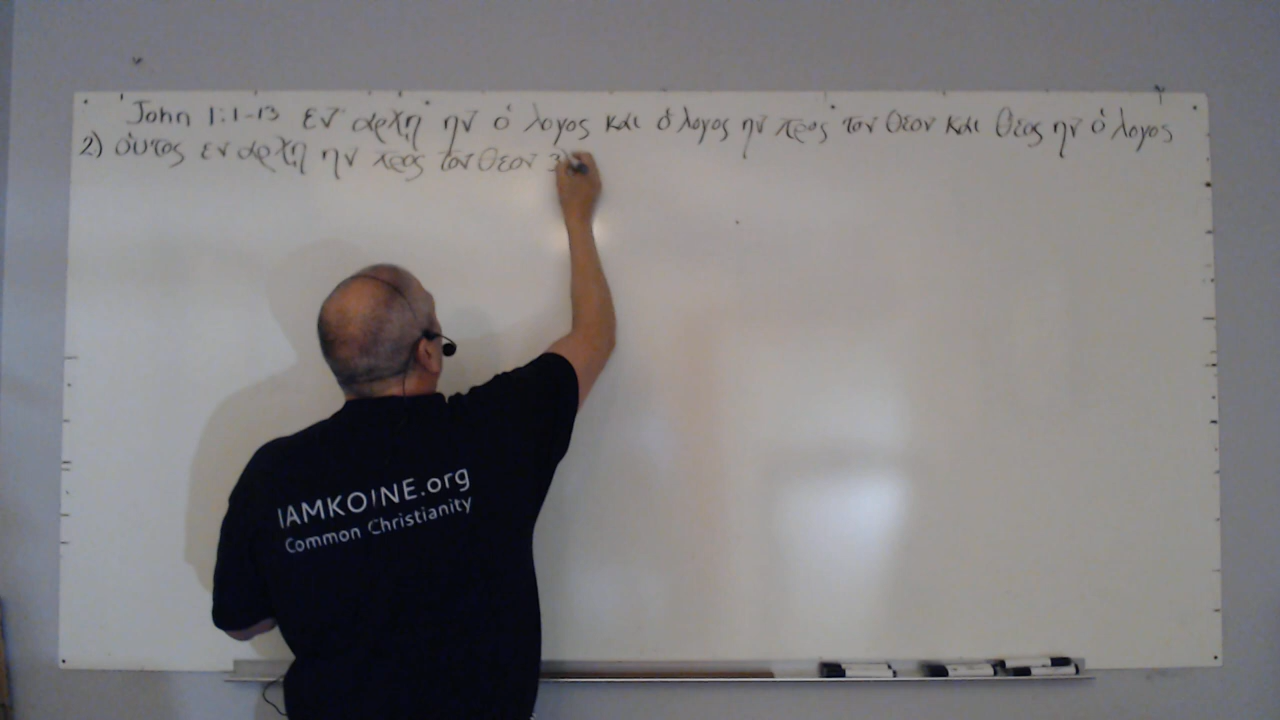 John 1:1-13 εν αρχη ην ὁ λογος και ὁ λογος ην προς τον θεον και θεος ην ὁ λογος
2) ὁυτος εν αρχη ην προς τον θεον 3)
IAMKOINE.org
Common Christianity